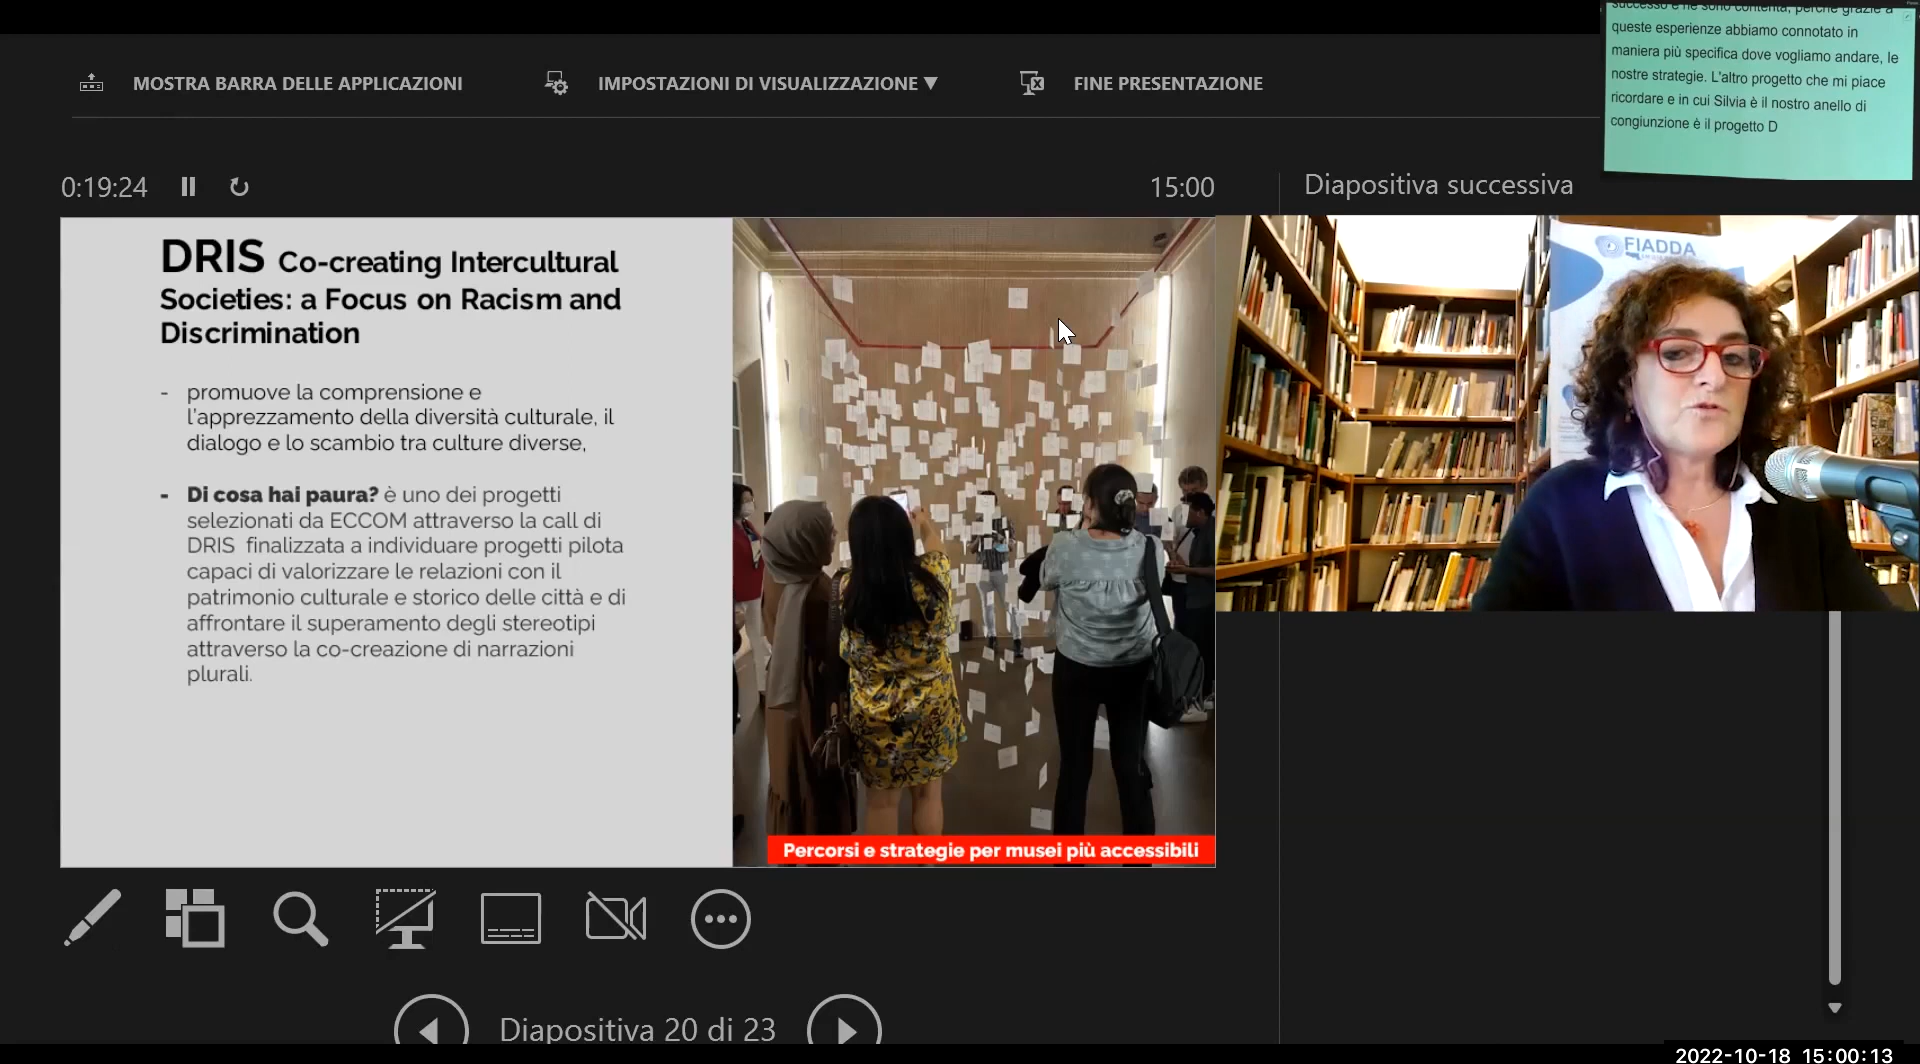 successo e ne sono contenta, perché grazie a
queste esperienze abbiamo connotato in
maniera più specifica dove vogliamo andare, le
nostre strategie. L'altro progetto che mi piace
ricordare e in cui Silvia è il nostro anello di
congiunzione è il progetto D
MOSTRA BARRA DELLE APPLICAZIONI
IMPOSTAZIONI DI VISUALIZZAZIONE ▼
FINE PRESENTAZIONE
0:19:24
15:00
Diapositiva successiva
DRIS Co-creating Intercultural
Societies: a Focus on Racism and
Discrimination
- promuove la comprensione e
l'apprezzamento della diversità culturale, il
dialogo e lo scambio tra culture diverse,
- Di cosa hai paura? è uno dei progetti
selezionati da ECCOM attraverso la call di
DRIS finalizzata a individuare progetti pilota
capaci di valorizzare le relazioni con il
patrimonio culturale e storico delle città e di
affrontare il superamento degli stereotipi
attraverso la co-creazione di narrazioni
plurali.
Percorsi e strategie per musei più accessibili
FIADDA
Diapositiva 20 di 23
2022-10-18 15:00:13